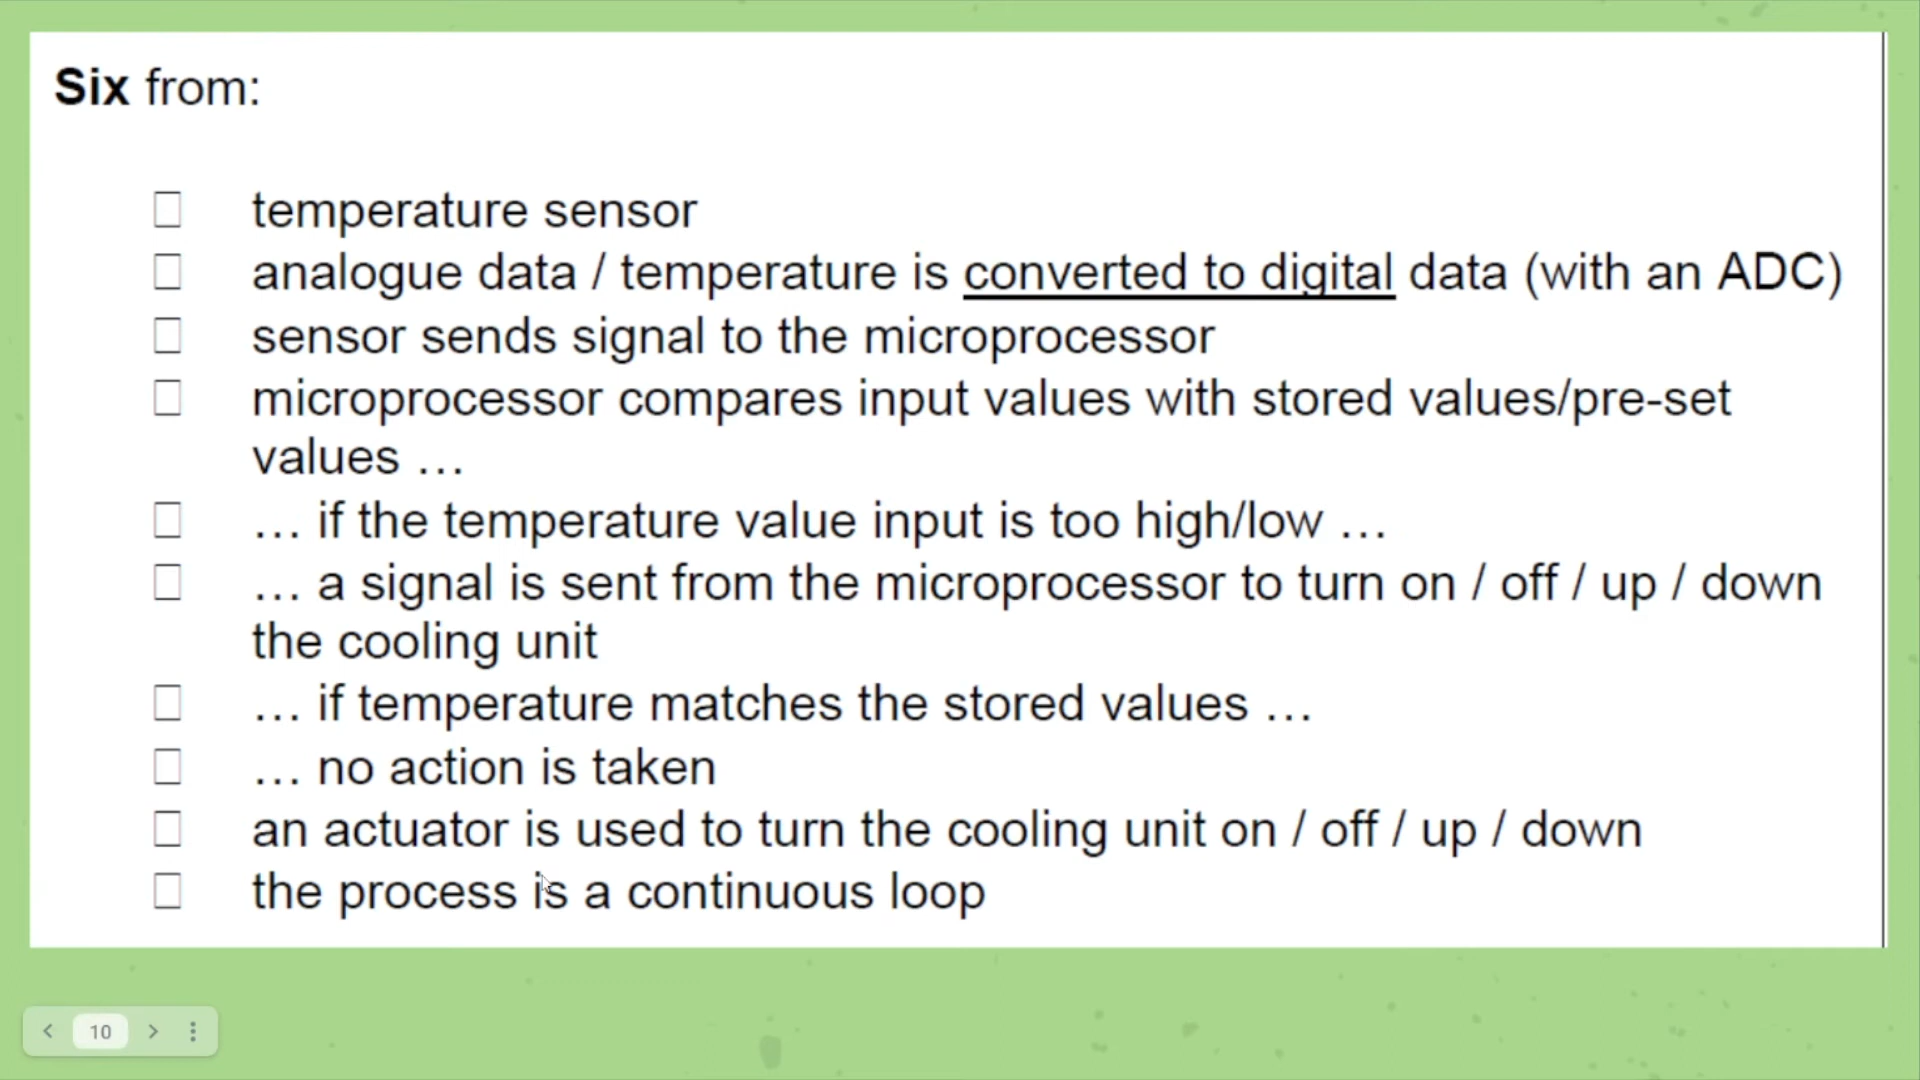 Six from:
temperature sensor
analogue data / temperature is converted to digital data (with an ADC)
sensor sends signal to the microprocessor
microprocessor compares input values with stored values/pre-set
values …
… if the temperature value input is too high/low …
… a signal is sent from the microprocessor to turn on / off / up / down
the cooling unit
… if temperature matches the stored values …
… no action is taken
an actuator is used to turn the cooling unit on / off / up / down
the process is a continuous loop
10